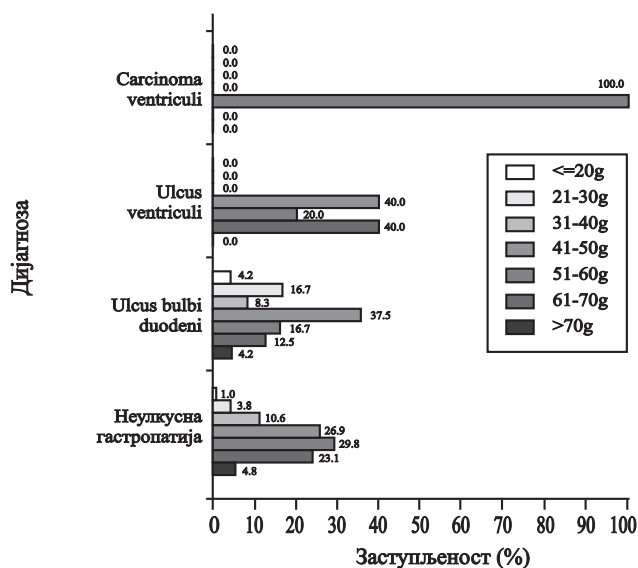 0.0
0.0
0.0
0.0
100.0
0.0
0.0
Carcinoma
ventriculi
0.0
0.0
0.0
40.0
20.0
40.0
0.0
Ulcus
ventriculi
4.2
16.7
8.3
37.5
16.7
12.5
4.2
Ulcus bulbi
duodeni
1.0
3.8
10.6
26.9
29.8
23.1
4.8
Неулкусна
гастропатија
Дијагноза
<=20g
21-30g
31-40g
41-50g
51-60g
61-70g
>70g
0 10 20 30 40 50 60 70 80 90 100
Заступљеност (%)